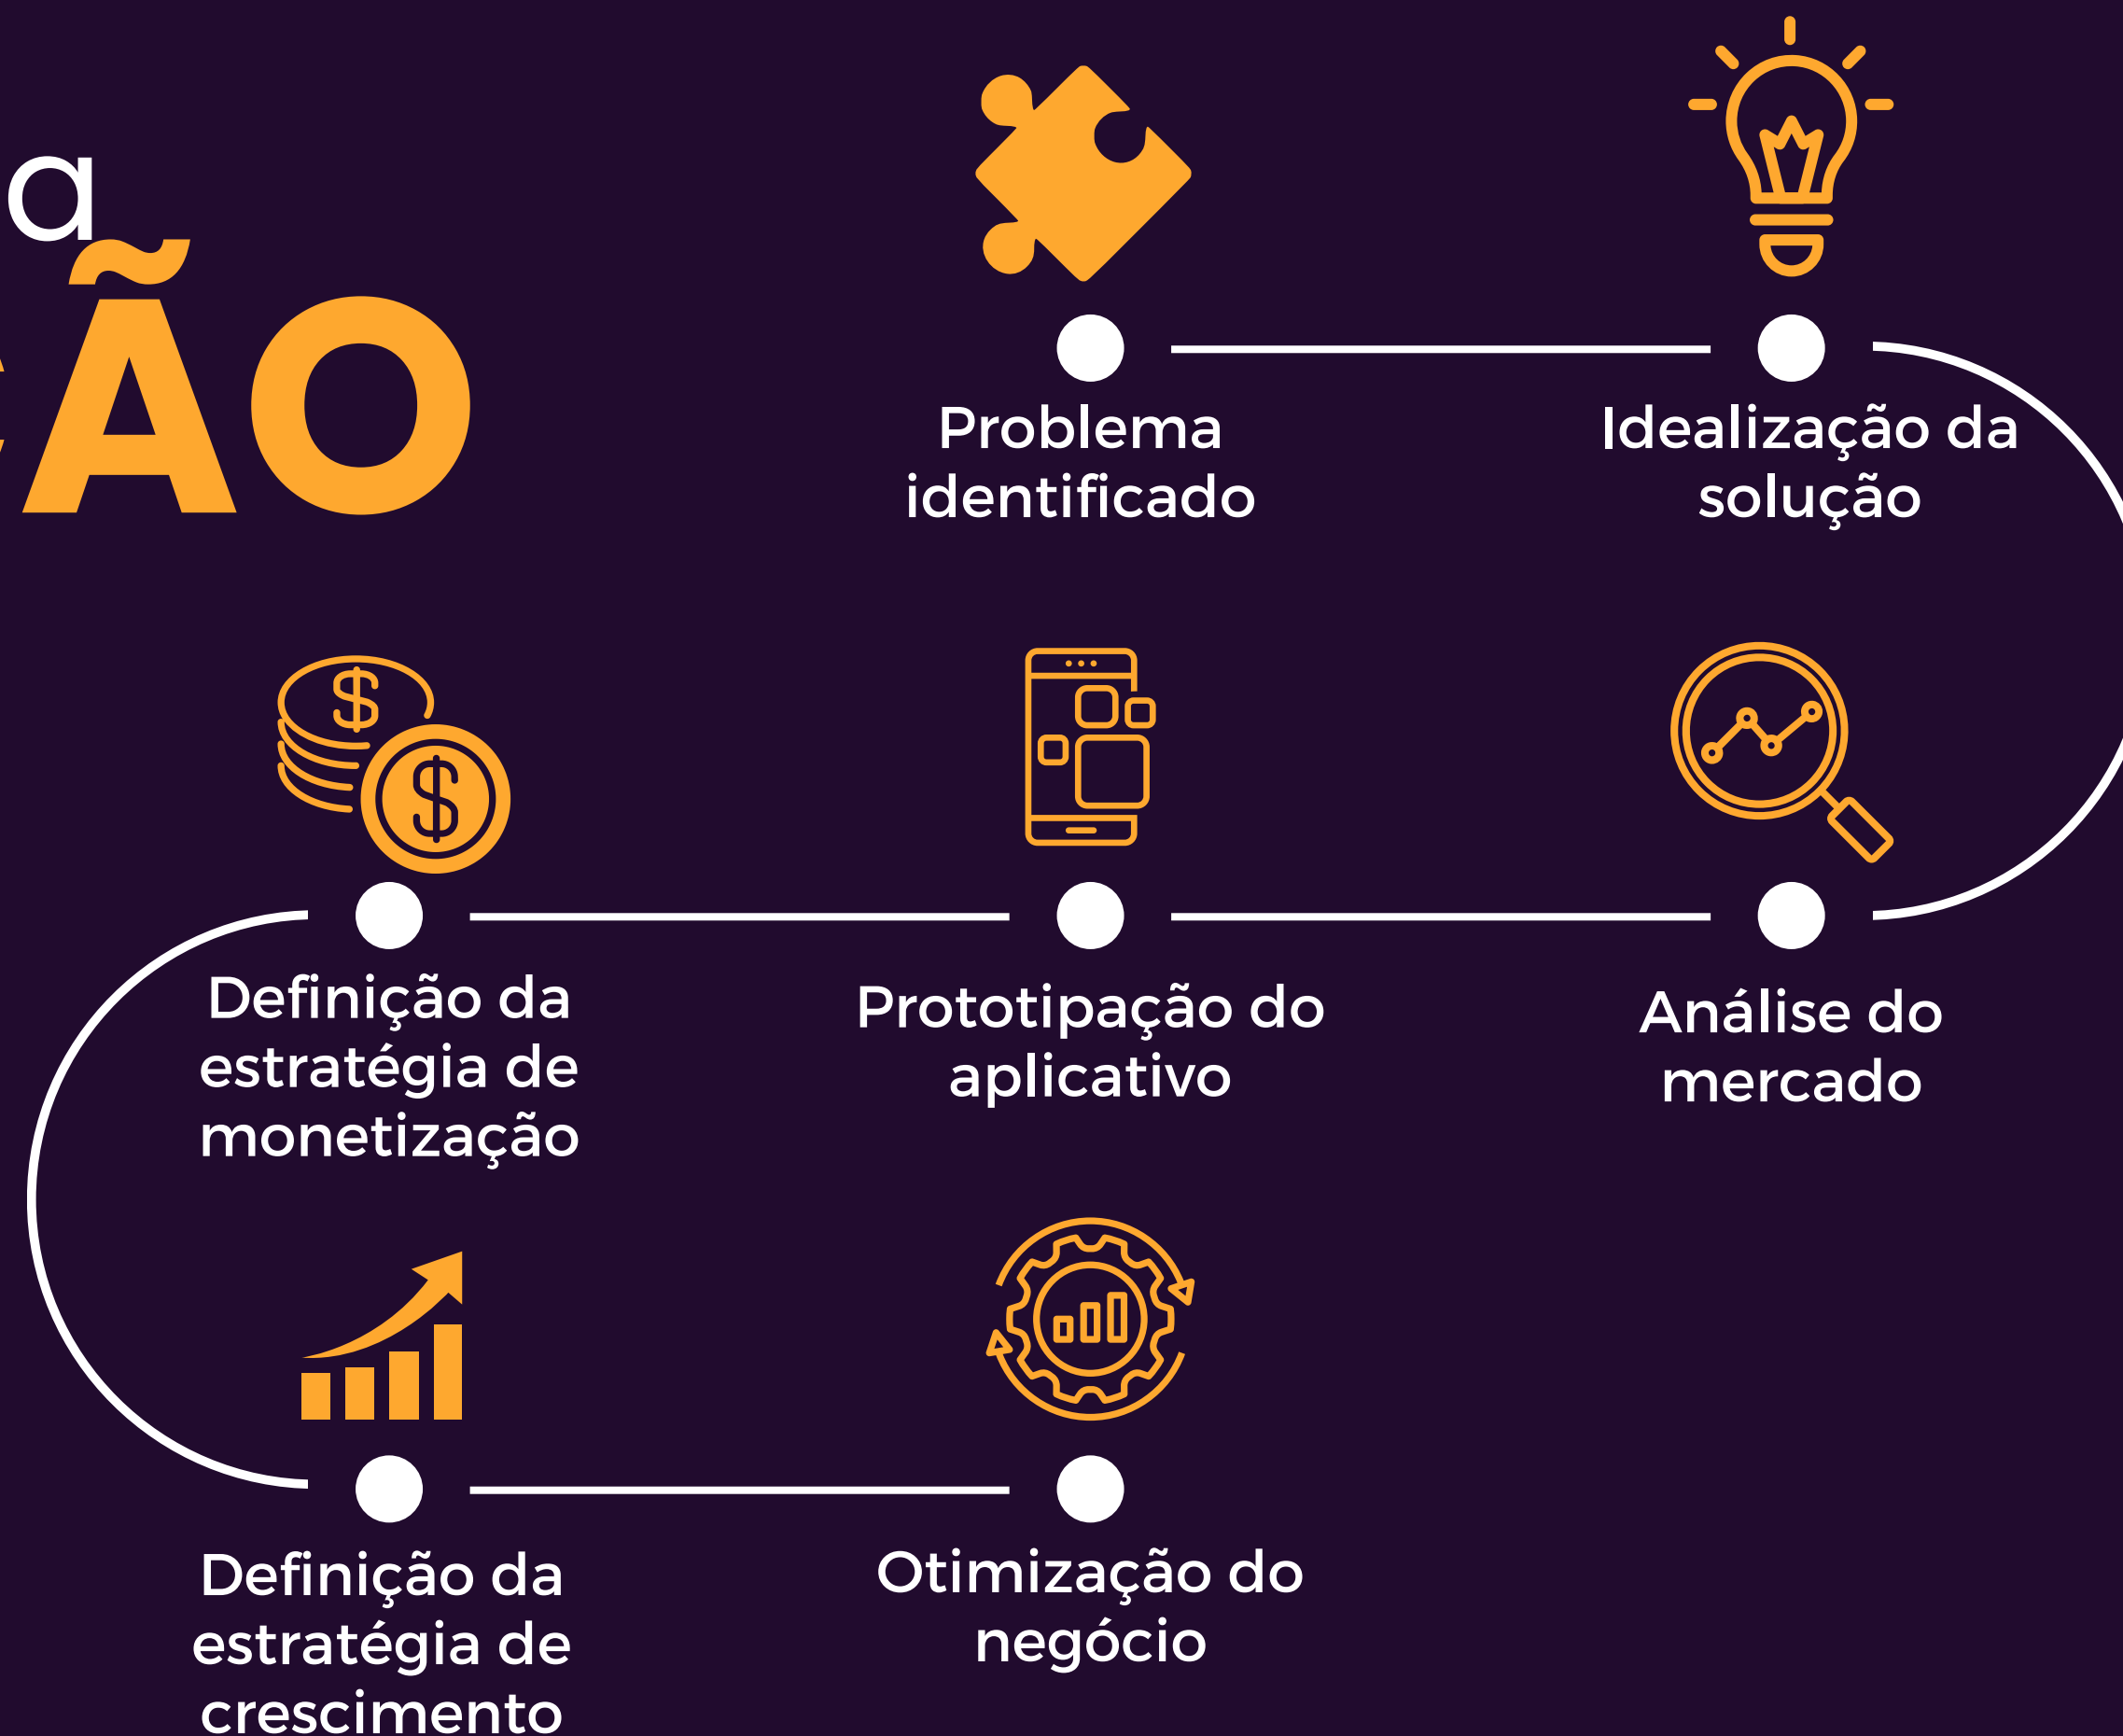 a
ÇÃO
Problema
identificado
Idealização da
solução
Definição da
estratégia de
monetização
Prototipação do
aplicativo
Análise do
mercado
Definição da
estratégia de
crescimento
Otimização do
negócio